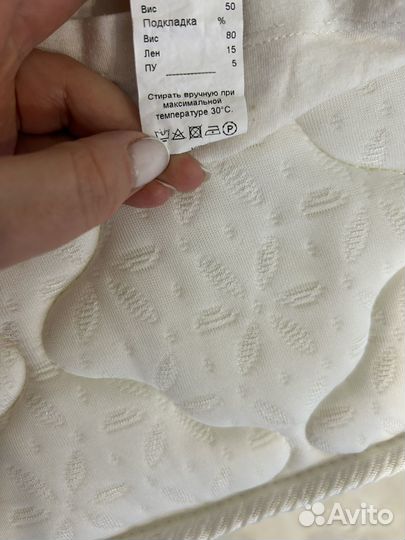 Вис 50
Подкладка %
Вис 80
Лен 15
ПУ 5
Стирать вручную при
максимальной
температуре 30°С.
P
Avito